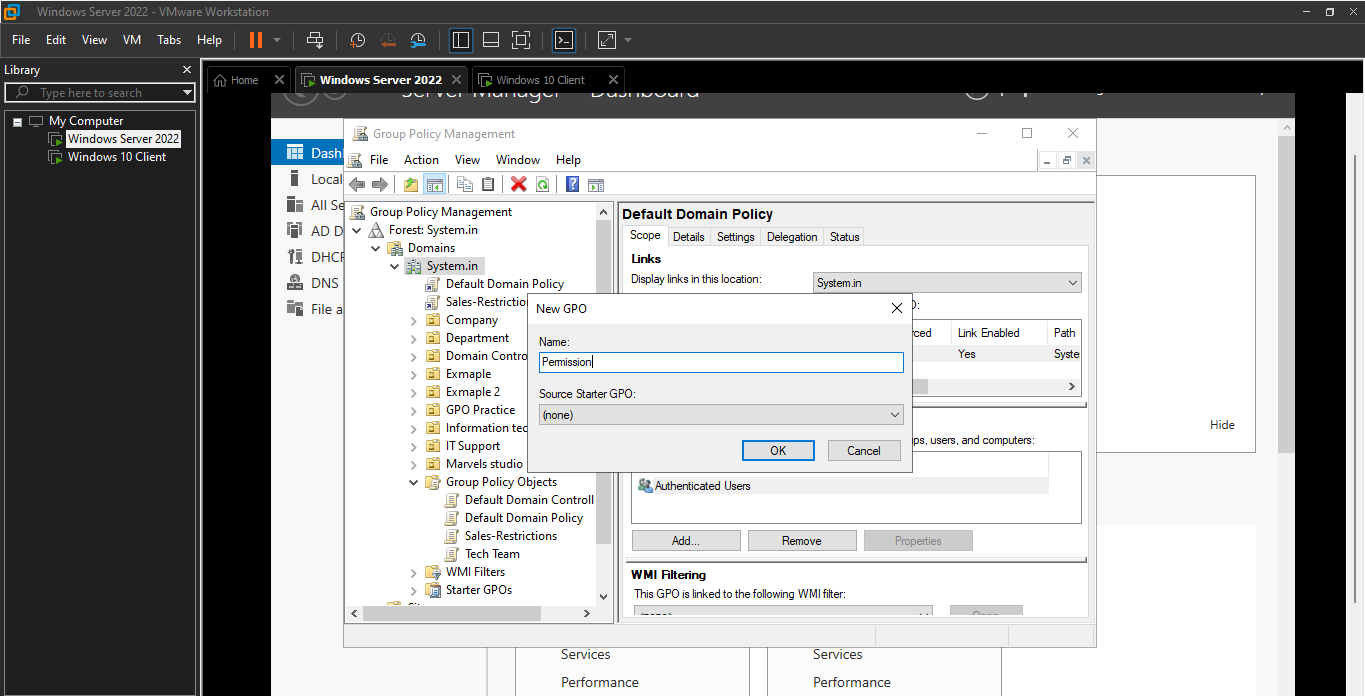 Windows Server 2022 - VMware Workstation
File Edit View VM Tabs Help
Library
Type here to search
My Computer
Windows Server 2022
Windows 10 Client
Home
Windows Server 2022
Windows 10 Client
Dash
Local
All Se
AD D
DHCP
DNS
File a
Group Policy Management
File Action View Window Help
Group Policy Management
Forest: System.in
Domains
System.in
Default Domain Policy
Sales-Restriction
Company
Department
Domain Contro
Exmaple
Exmaple 2
GPO Practice
Information tec
IT Support
Marvels studio
Group Policy Objects
Default Domain Controll
Default Domain Policy
Sales-Restrictions
Tech Team
WMI Filters
Starter GPOs
Default Domain Policy
Scope Details Settings Delegation Status
Links
Display links in this location:
System.in
rced Link Enabled Path
Yes Syste
New GPO
Name:
Permission
Source Starter GPO:
(none)
OK Cancel
ups, users, and computers:
Authenticated Users
Add... Remove Properties
WMI Filtering
This GPO is linked to the following WMI filter:
(none)
Open
Hide
Services
Performance
Services
Performance